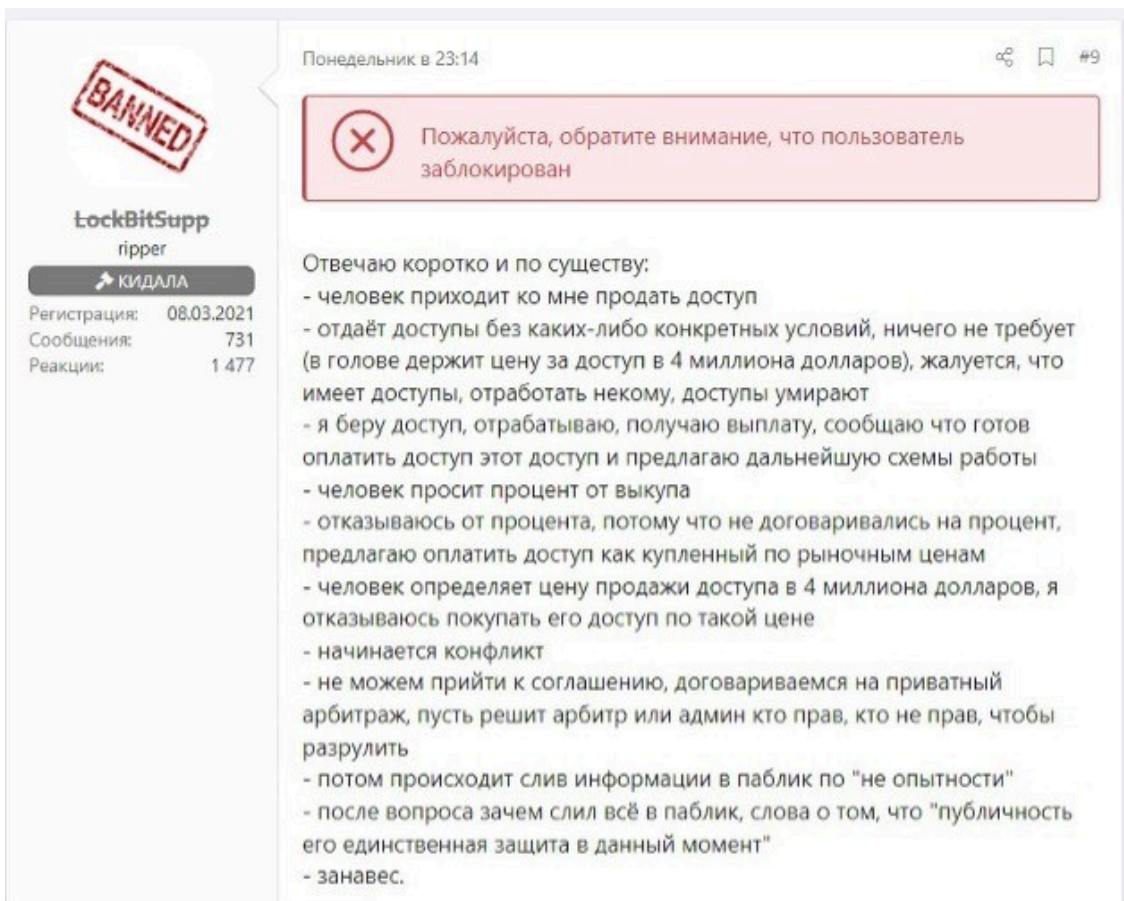 BANNED
LockBitSupp
ripper
КИДАЛА
Регистрация: 08.03.2021
Сообщения: 731
Реакции: 1 477
Понедельник в 23:14
#9
Пожалуйста, обратите внимание, что пользователь
заблокирован
Отвечаю коротко и по существу:
- человек приходит ко мне продать доступ
- отдаёт доступы без каких-либо конкретных условий, ничего не требует
(в голове держит цену за доступ в 4 миллиона долларов), жалуется, что
имеет доступы, отработать некому, доступы умирают
- я беру доступ, отрабатываю, получаю выплату, сообщаю что готов
оплатить доступ этот доступ и предлагаю дальнейшую схемы работы
- человек просит процент от выкупа
- отказываюсь от процента, потому что не договаривались на процент,
предлагаю оплатить доступ как купленный по рыночным ценам
- человек определяет цену продажи доступа в 4 миллиона долларов, я
отказываюсь покупать его доступ по такой цене
- начинается конфликт
- не можем прийти к соглашению, договариваемся на приватный
арбитраж, пусть решит арбитр или админ кто прав, кто не прав, чтобы
разрулить
- потом происходит слив информации в паблик по "не опытности"
- после вопроса зачем слил всё в паблик, слова о том, что "публичность
его единственная защита в данный момент"
- занавес.